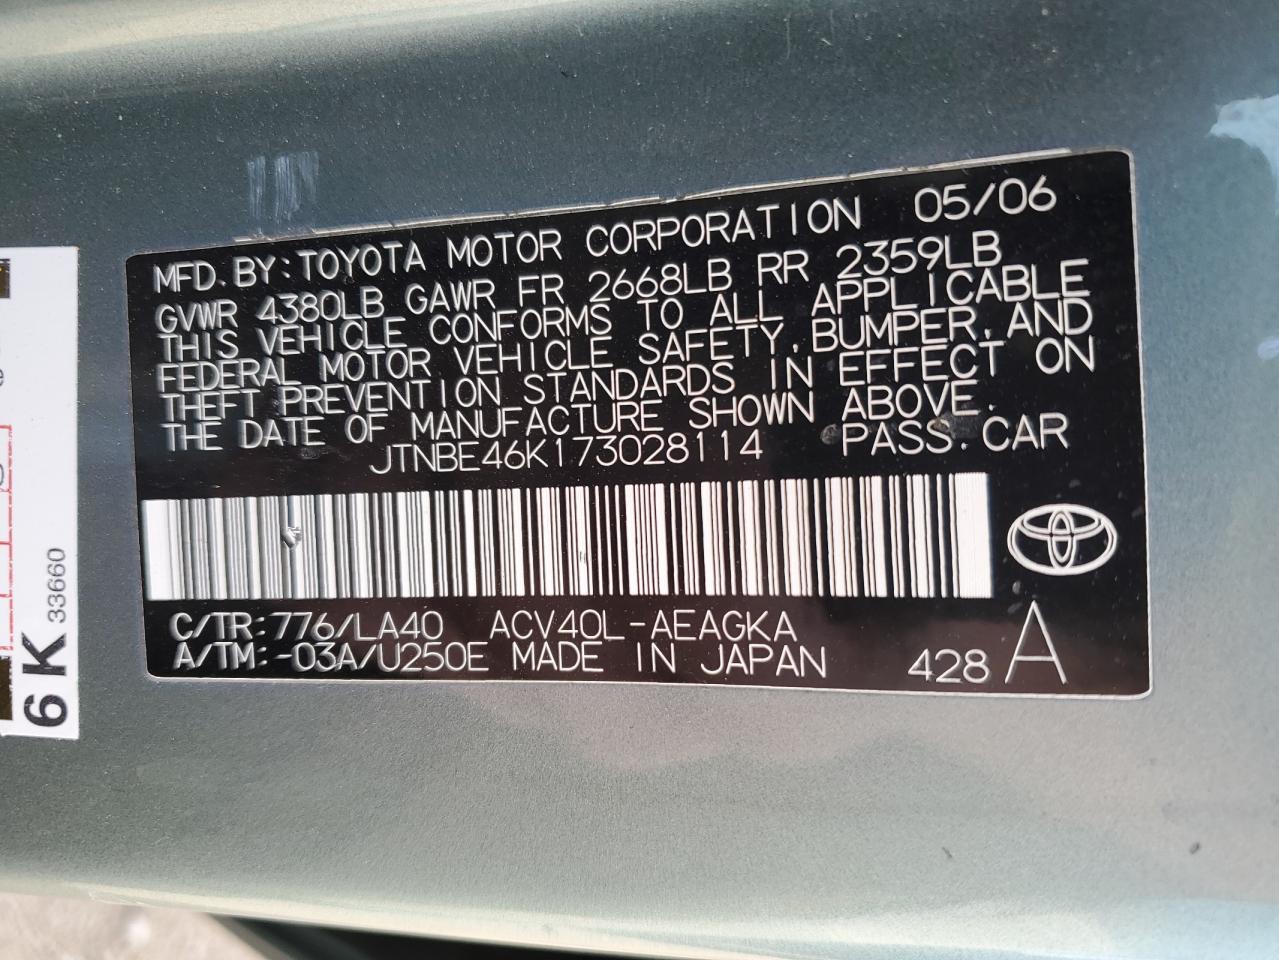 MFD. BY: TOYOTA MOTOR CORPORATION 05/06
GVWR 4380LB GAWR FR 2668LB RR 2359LB
THIS VEHICLE CONFORMS TO ALL APPLICABLE
FEDERAL MOTOR VEHICLE SAFETY, BUMPER, AND
THEFT PREVENTION STANDARDS IN EFFECT ON
THE DATE OF MANUFACTURE SHOWN ABOVE.
JTNBE46K173028114 PASS. CAR
C/TR: 776/LA40 ACV40L-AEAGKA
A/TM: -03A/U250E MADE IN JAPAN 428 A
6K 33660